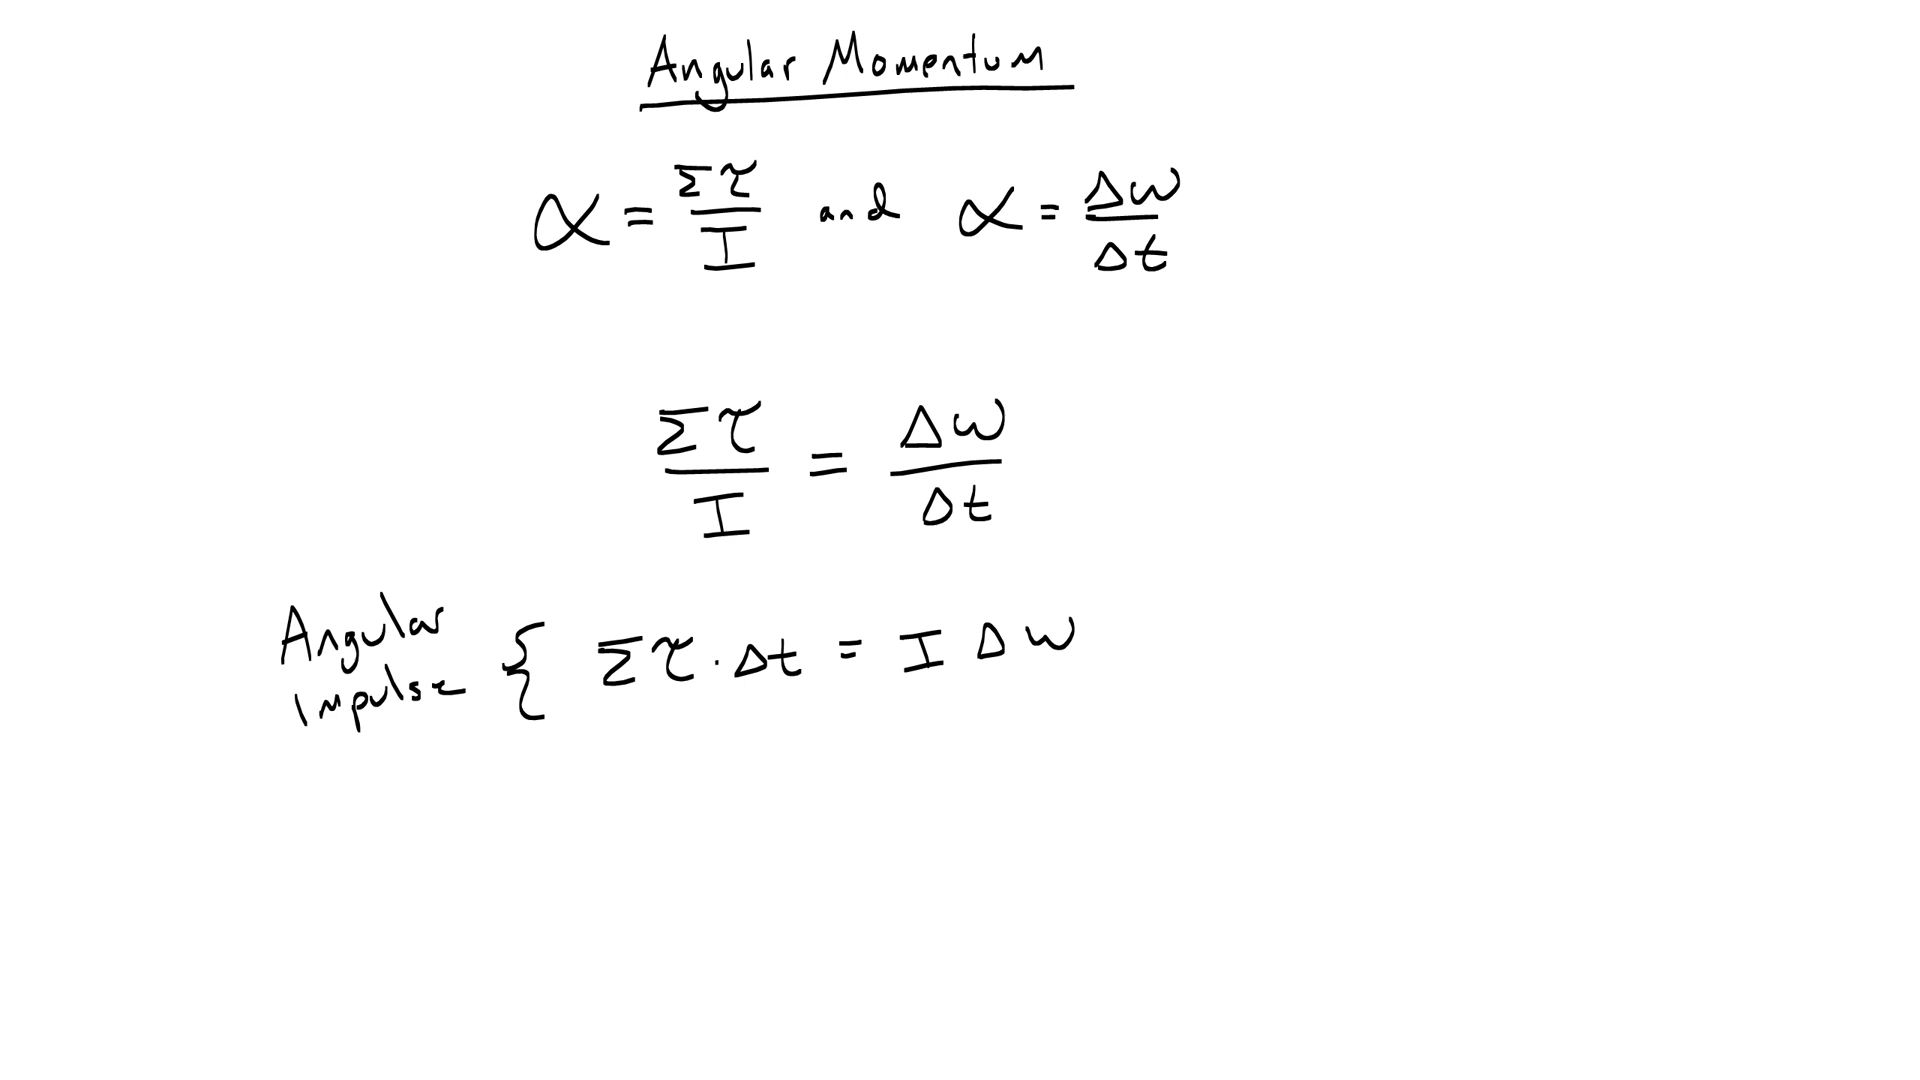 Angular Momentum
α = Στ/I and α = Δω/Δt
Στ/I = Δω/Δt
Angular Impulse { Στ · Δt = I Δω